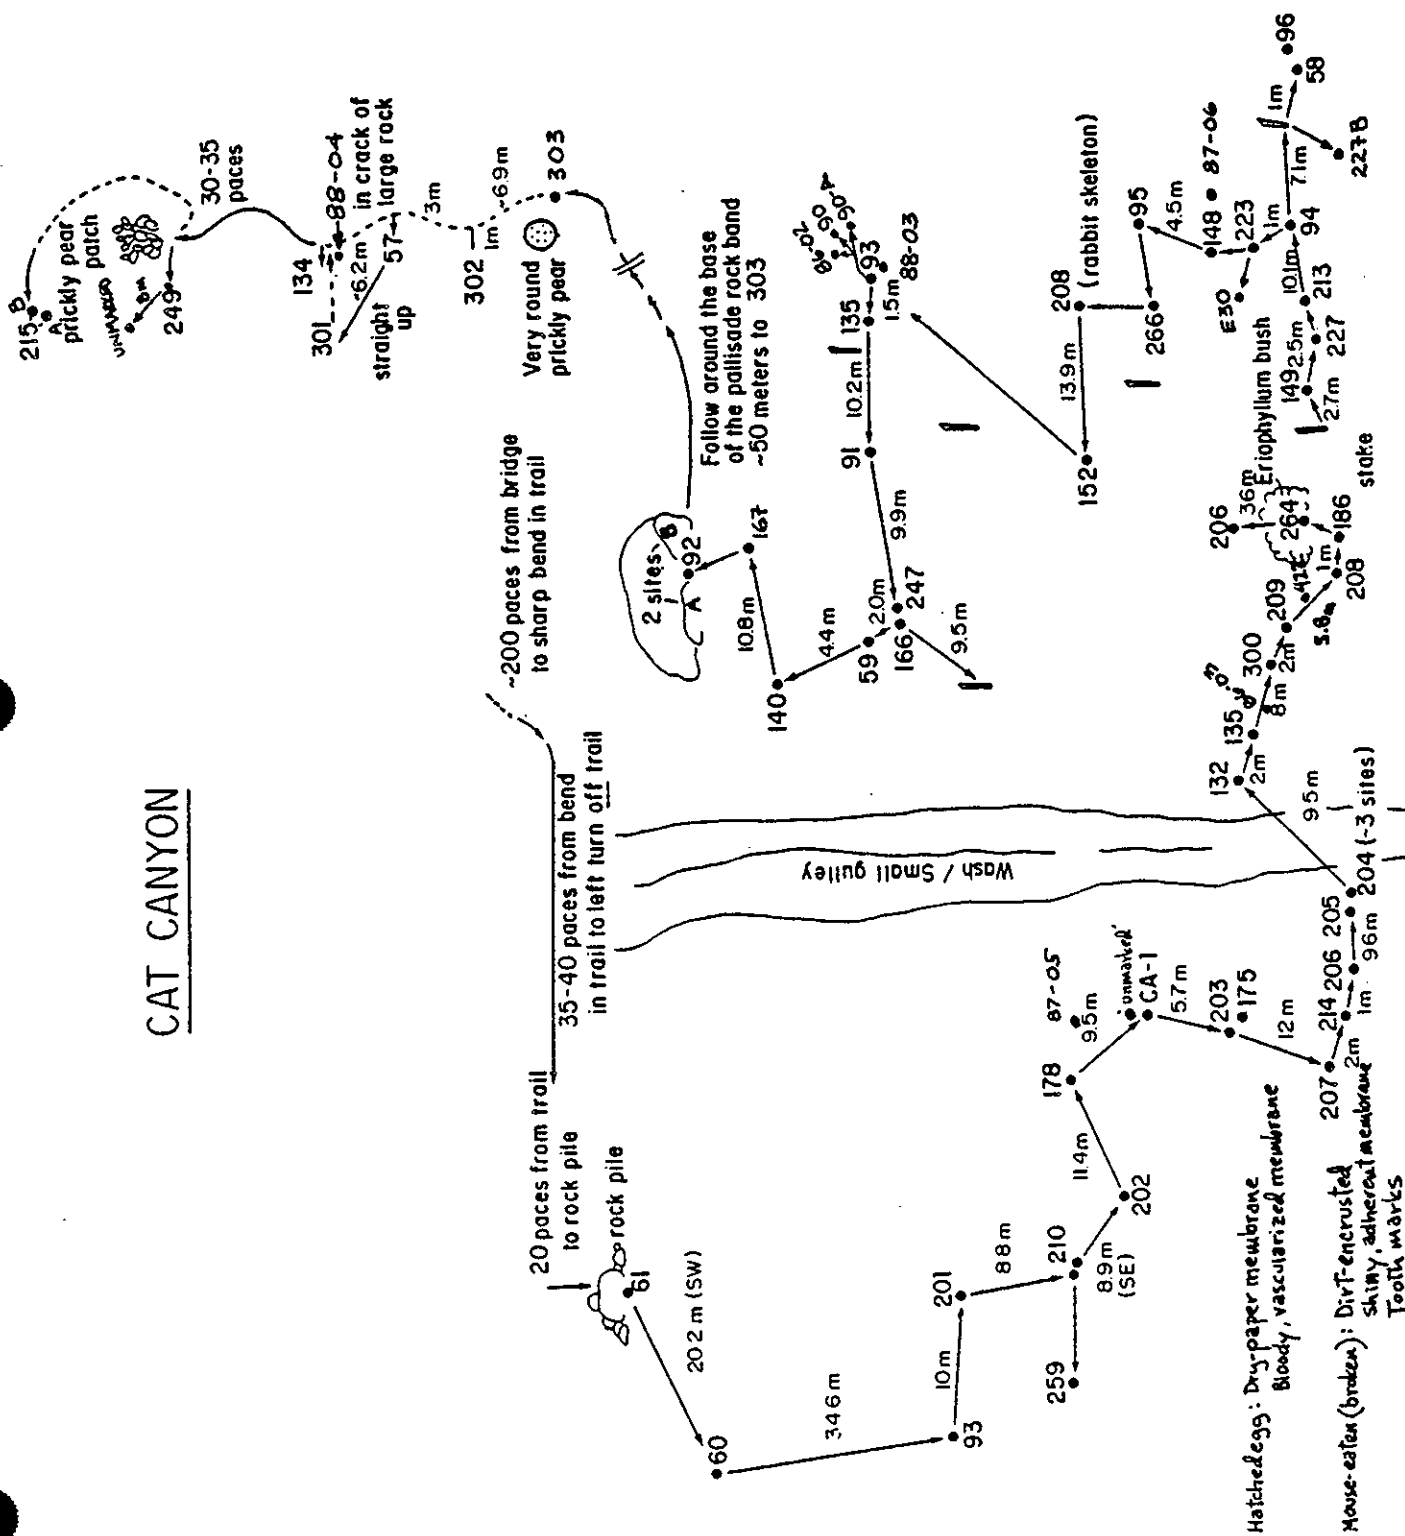 CAT CANYON
20 paces from trail
to rock pile
rock pile
61
20.2 m (SW)
60
34.6 m
93
10m
201
8.8 m
210
259
8.9m
(SE)
202
11.4m
178
87-05
9.5m
'unmarked'
CA-1
5.7m
203
175
12m
207
2m
214
1m
206
96m
205
204 (-3 sites)
95m
35-40 paces from bend
in trail to left turn off trail
~200 paces from bridge
to sharp bend in trail
Wash / Small gulley
132
2m
135
8m
300
2m
209
5.8m
208
1m
186
264
206
36m
Eriophyllum bush
stake
2.7m
149
2.5m
227
213
10.1m
94
1m
223
E30
148
87-06
4.5m
95
266
7.1m
1m
58
96
227B
208 (rabbit skeleton)
13.9m
152
1.5m
88-03
93
135
10.2m
91
9.9m
247
2.0m
166
59
9.5m
4.4m
140
10.8m
167
92
2 sites
A
B
Follow around the base
of the pallisade rock band
~50 meters to 303
Very round
prickly pear
303
~6.9m
1m
302
3m
57
straight
up
~6.2m
301
134
88-04
in crack of
large rock
30-35
paces
249
8m
UNMARKED
prickly pear
patch
215
B
A
Hatched egg: Dry-paper membrane
Bloody, vascularized membrane
Mouse-eaten (broken): Dirt-encrusted
shiny, adherent membrane
Tooth marks